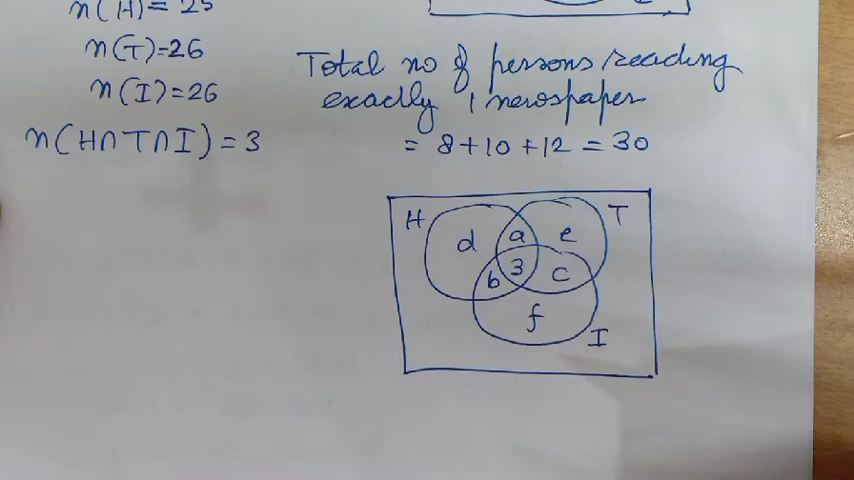 n(H) = 25
n(T)=26
n(I)=26
n(H∩T∩I)=3
Total no of persons reading
exactly 1 newspaper
= 8+10+12 = 30
H
T
d
a
e
b
3
c
f
I